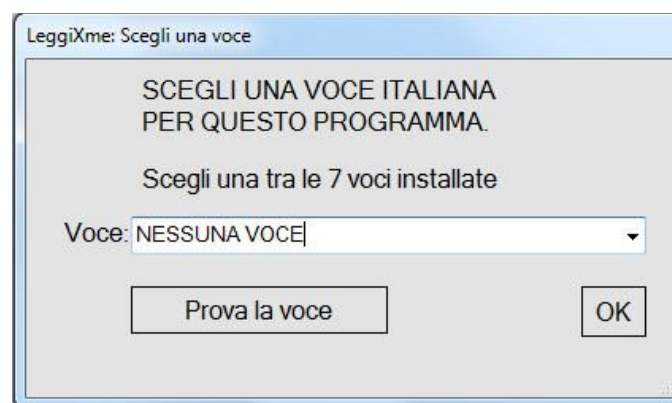 LeggiXme: Scegli una voce
SCEGLI UNA VOCE ITALIANA
PER QUESTO PROGRAMMA.
Scegli una tra le 7 voci installate
Voce: NESSUNA VOCE
Prova la voce
OK